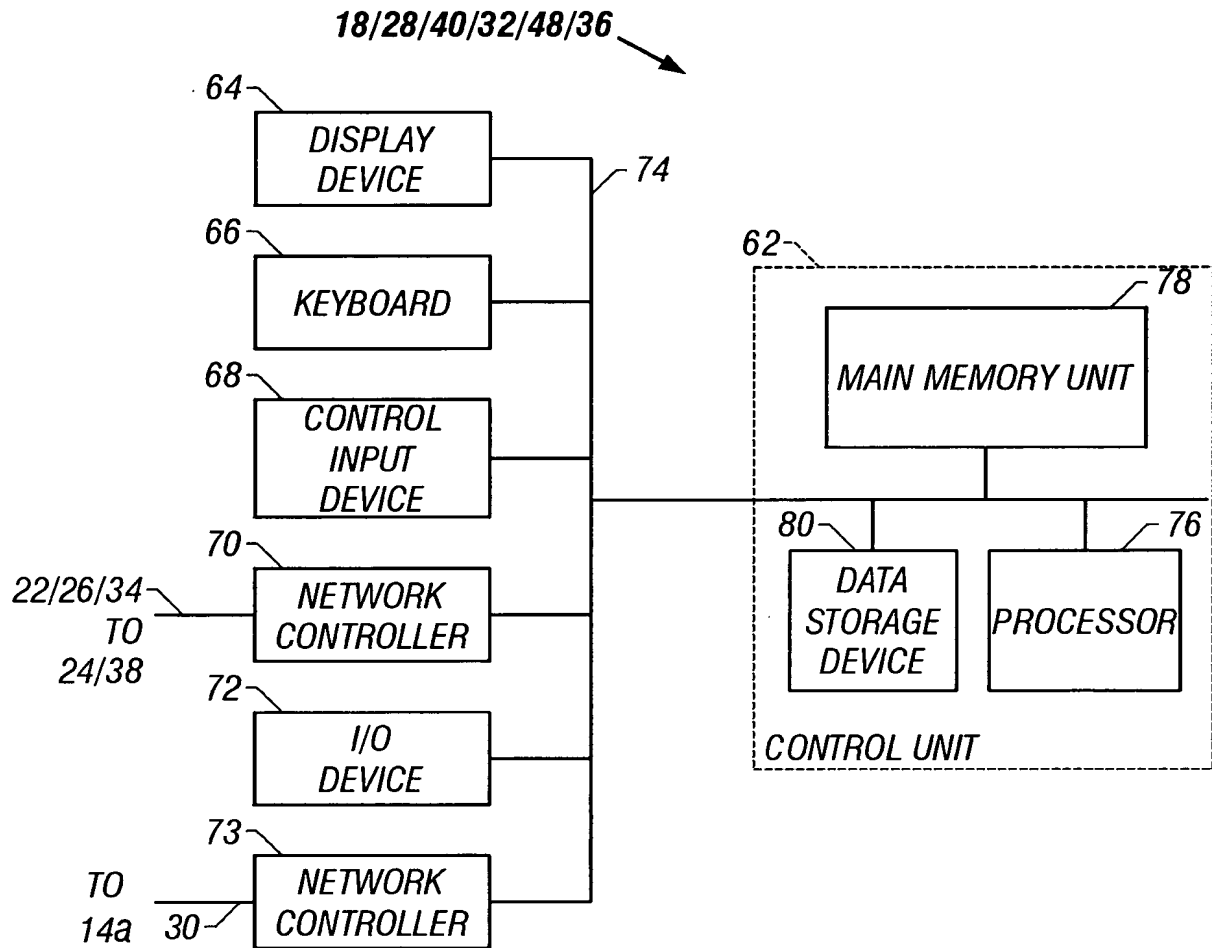 18/28/40/32/48/36
64
DISPLAY
DEVICE
74
66
KEYBOARD
62
78
MAIN MEMORY UNIT
68
CONTROL
INPUT
DEVICE
70
NETWORK
CONTROLLER
22/26/34
TO
24/38
80
DATA
STORAGE
DEVICE
76
PROCESSOR
CONTROL UNIT
72
I/O
DEVICE
73
NETWORK
CONTROLLER
TO
14a
30